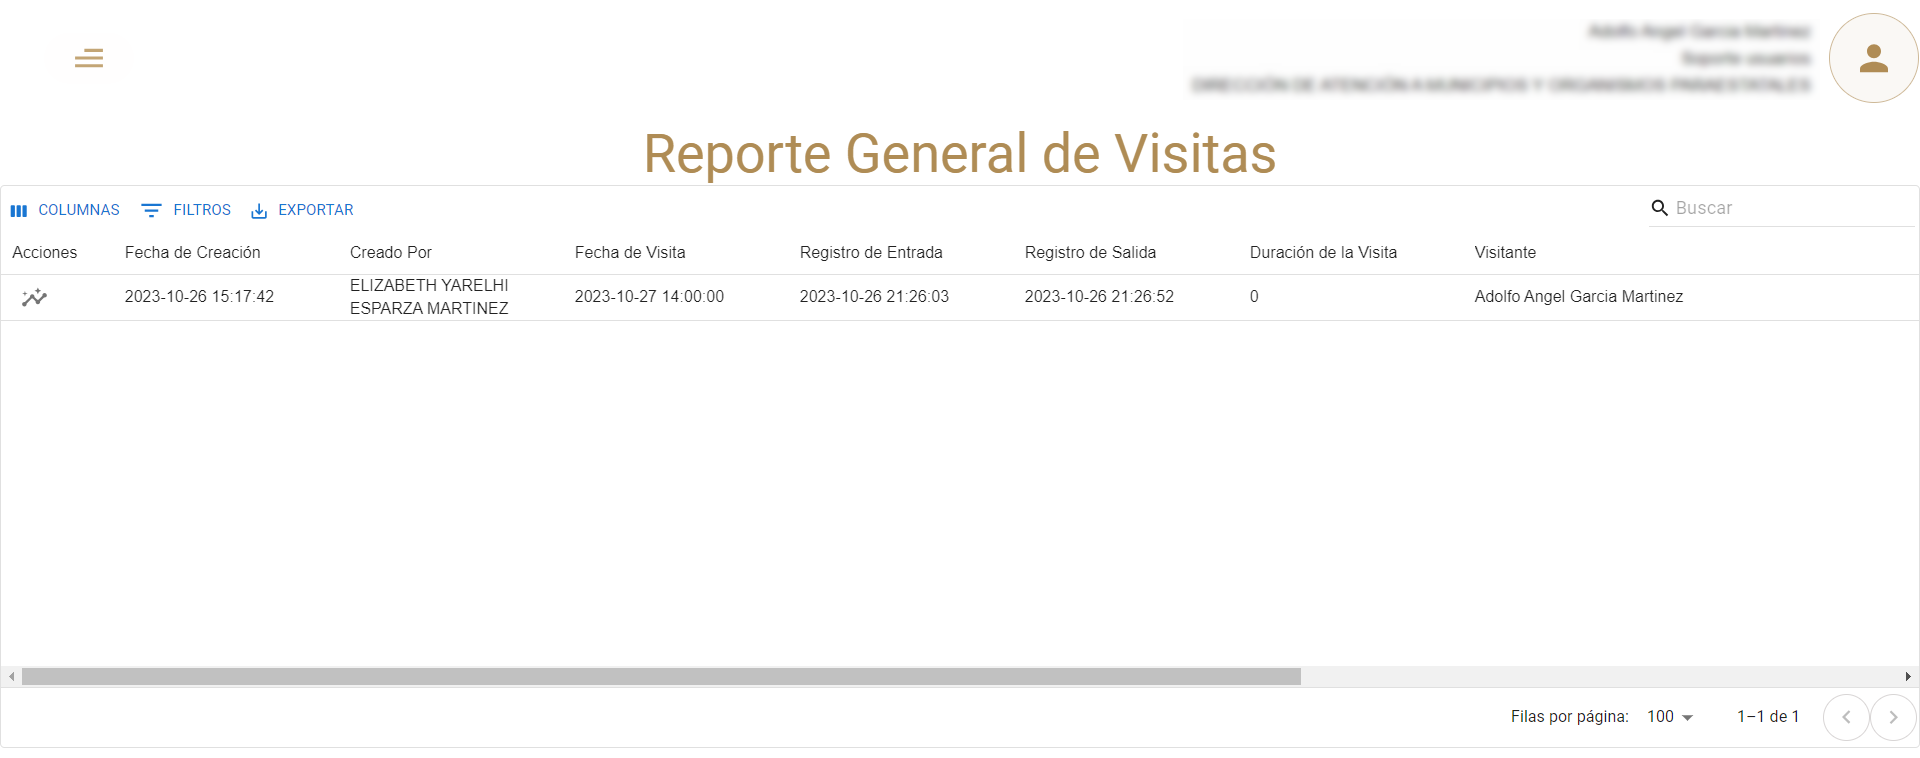 Reporte General de Visitas
COLUMNAS FILTROS EXPORTAR Buscar
Acciones Fecha de Creación Creado Por Fecha de Visita Registro de Entrada Registro de Salida Duración de la Visita Visitante
2023-10-26 15:17:42 ELIZABETH YARELHI ESPARZA MARTINEZ 2023-10-27 14:00:00 2023-10-26 21:26:03 2023-10-26 21:26:52 0 Adolfo Angel Garcia Martinez
Filas por página: 100 1–1 de 1